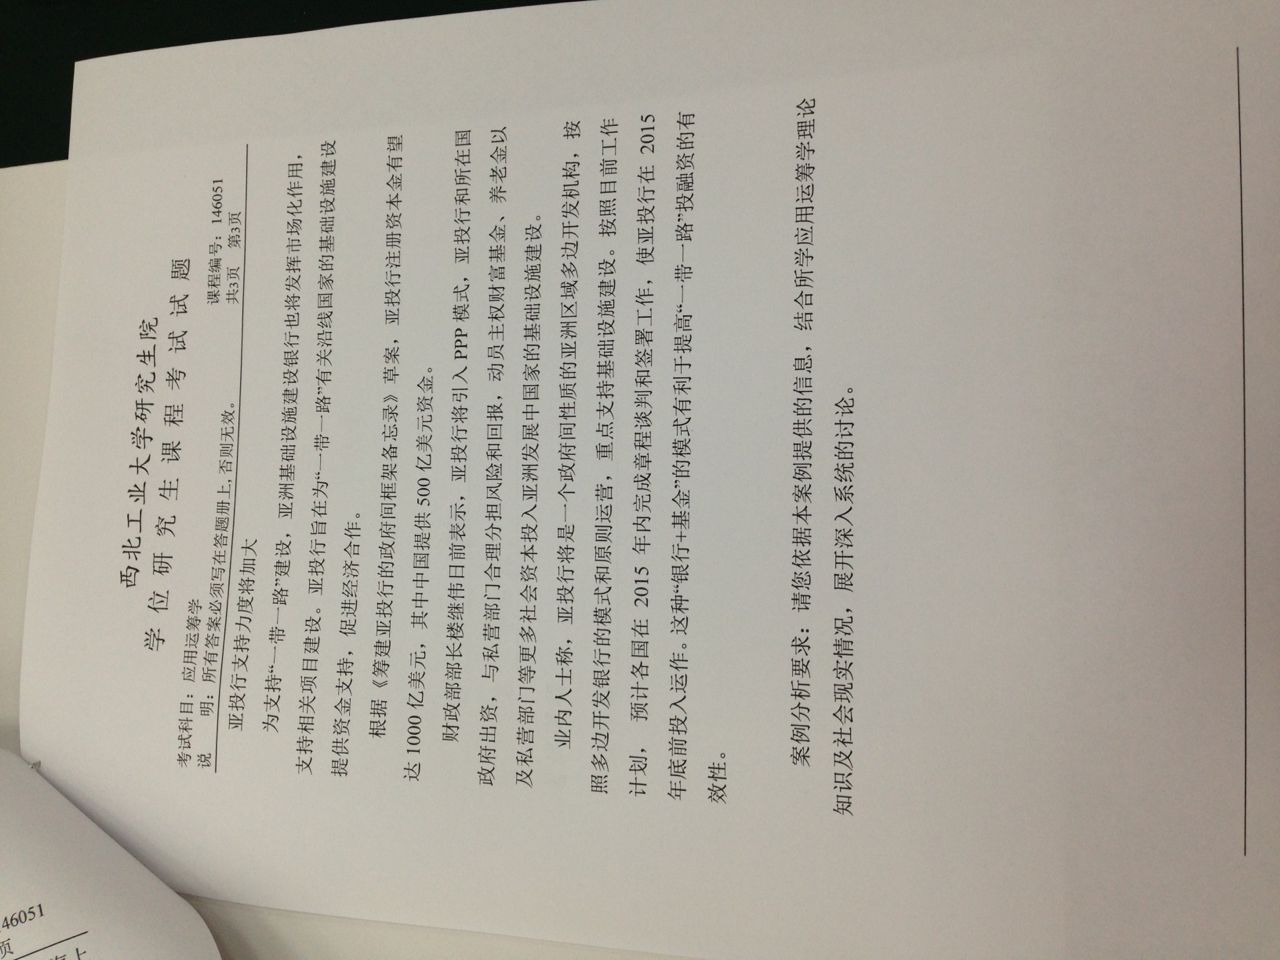 46051
页
西北工业大学研究生院
学位研究生课程考试试题
考试科目：应用运筹学
课程编号：146051
说 明：所有答案必须写在答题册上,否则无效。
共3页 第3页
亚投行支持力度将加大
为支持“一带一路”建设，亚洲基础设施建设银行也将发挥市场化作用，
支持相关项目建设。亚投行旨在为“一带一路”有关沿线国家的基础设施建设
提供资金支持，促进经济合作。
根据《筹建亚投行的政府间框架备忘录》草案，亚投行注册资本金有望
达 1000 亿美元，其中中国提供 500 亿美元资金。
财政部部长楼继伟日前表示，亚投行将引入 PPP 模式，亚投行和所在国
政府出资，与私营部门合理分担风险和回报，动员主权财富基金、养老金以
及私营部门等更多社会资本投入亚洲发展中国家的基础设施建设。
业内人士称，亚投行将是一个政府间性质的亚洲区域多边开发机构，按
照多边开发银行的模式和原则运营，重点支持基础设施建设。按照目前工作
计划， 预计各国在 2015 年内完成章程谈判和签署工作，使亚投行在 2015
年底前投入运作。这种“银行+基金”的模式有利于提高“一带一路”投融资的有
效性。
案例分析要求：请您依据本案例提供的信息，结合所学应用运筹学理论
知识及社会现实情况，展开深入系统的讨论。